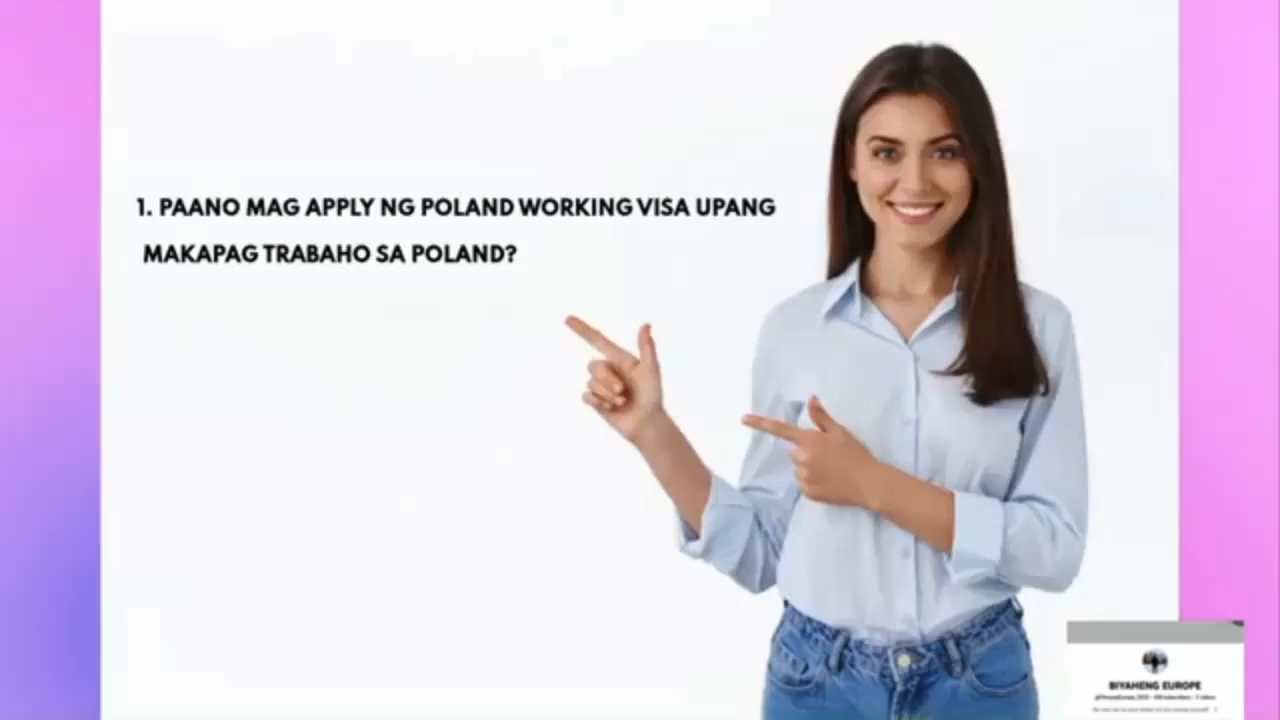 1. PAANO MAG APPLY NG POLAND WORKING VISA UPANG
MAKAPAG TRABAHO SA POLAND?
BIYAHENG EUROPE